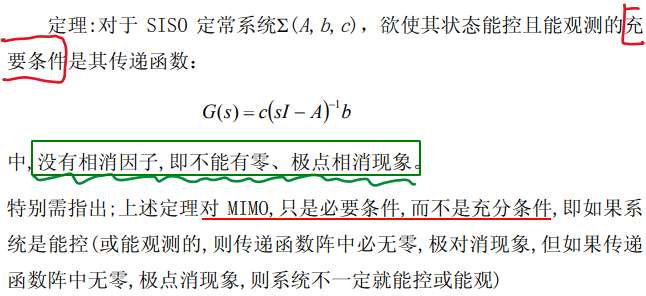 定理:对于 SISO 定常系统Σ(A,b,c), 欲使其状态能控且能观测的充
要条件是其传递函数:
G(s) = c(sI − A)⁻¹b
中,没有相消因子,即不能有零、极点相消现象。
特别需指出;上述定理对 MIMO,只是必要条件,而不是充分条件,即如果系
统是能控(或能观测的,则传递函数阵中必无零,极对消现象,但如果传递
函数阵中无零,极点消现象,则系统不一定就能控或能观)